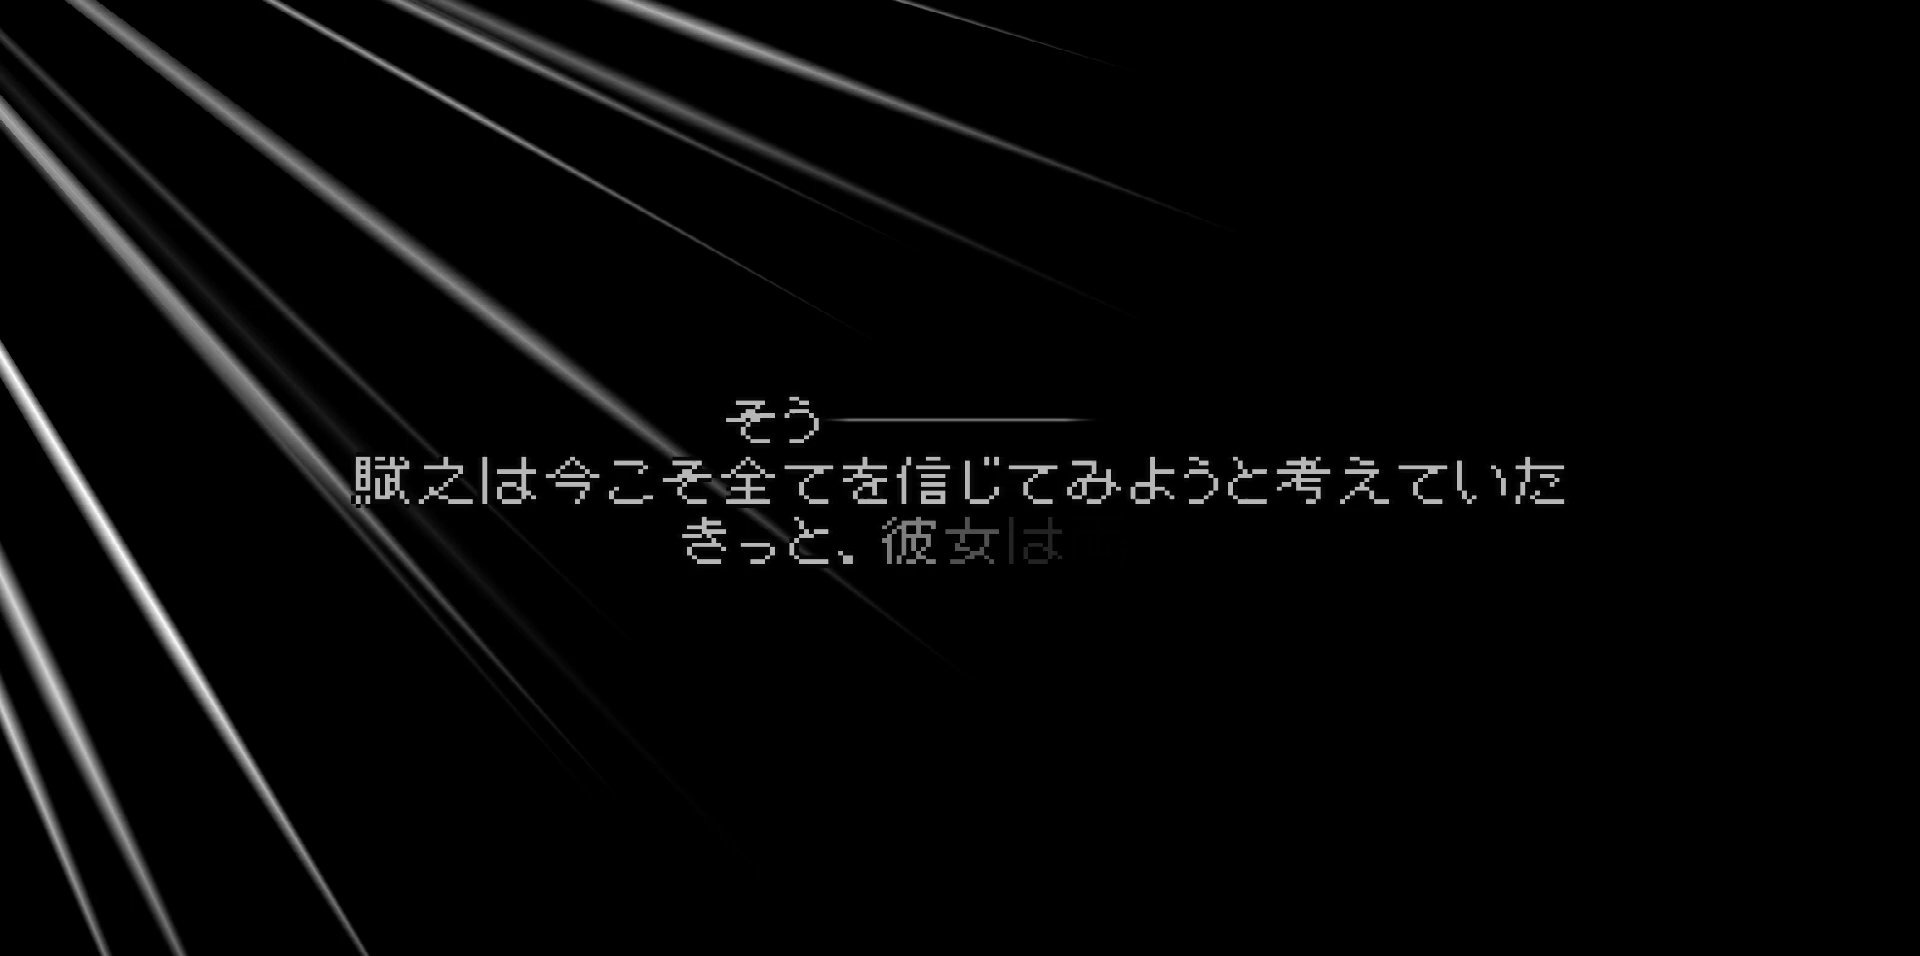 そう――――
賦之は今こそ全てを信じてみようと考えていた
きっと、彼女は